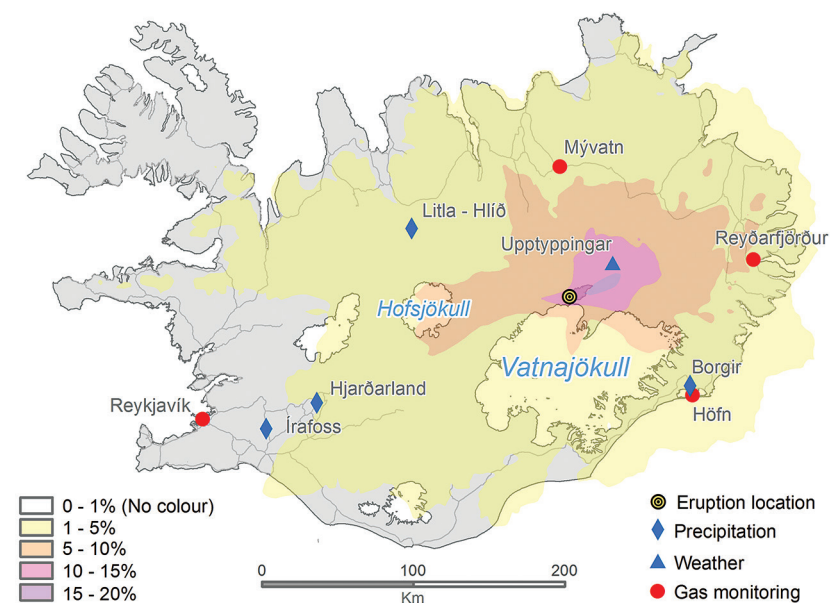 Mývatn
Litla - Hlíð
Upptyppingar
Reyðarfjörður
Hofsjökull
Vatnajökull
Borgir
Hjarðarland
Reykjavík
Írafoss
Höfn
0 - 1% (No colour)
1 - 5%
5 - 10%
10 - 15%
15 - 20%
0 100 200
Km
Eruption location
Precipitation
Weather
Gas monitoring